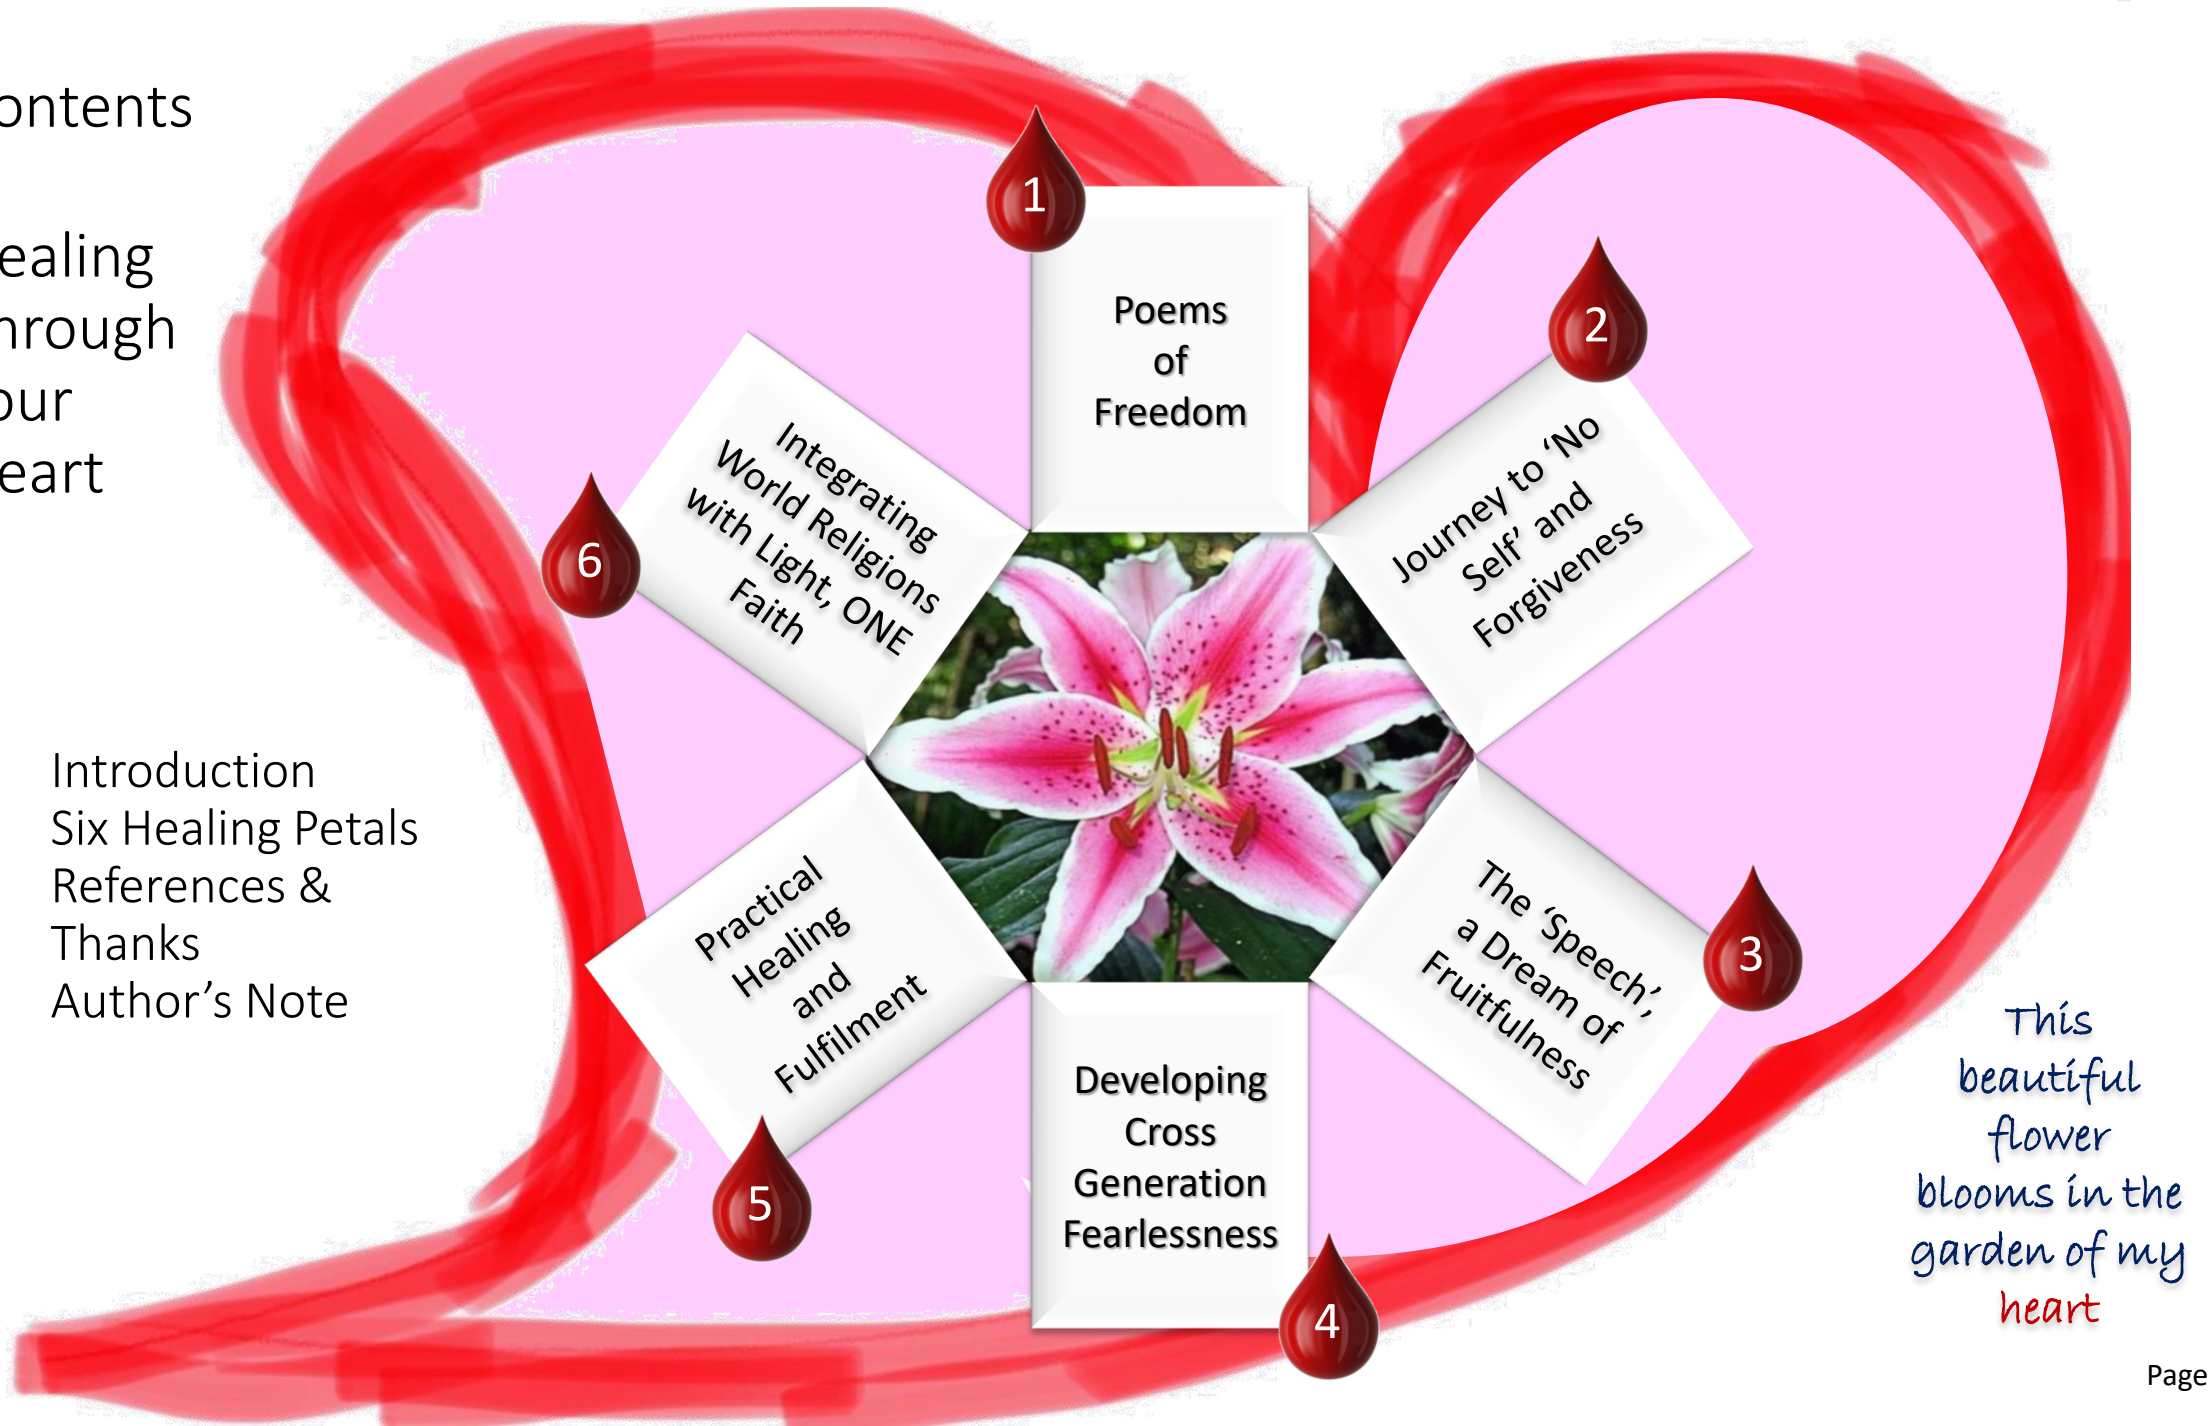 ontents
ealing
hrough
our
eart
Introduction
Six Healing Petals
References &
Thanks
Author’s Note
1
Poems
of
Freedom
2
Journey to ‘No
Self’ and
Forgiveness
3
The ‘Speech’,
a Dream of
Fruitfulness
4
Developing
Cross
Generation
Fearlessness
5
Practical
Healing
and
Fulfilment
6
Integrating
World Religions
with Light, ONE
Faith
This
beautiful
flower
blooms in the
garden of my
heart
Page